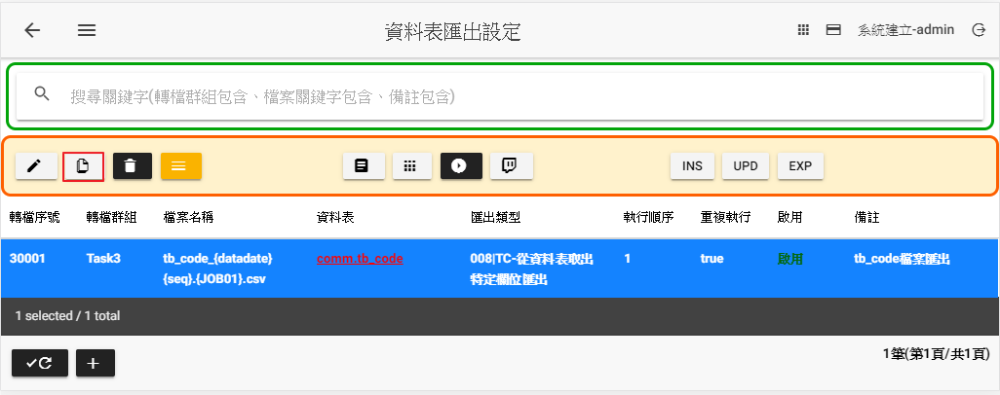 資料表匯出設定
系統建立-admin
搜尋關鍵字(轉檔群組包含、檔案關鍵字包含、備註包含)
INS UPD EXP
轉檔序號 轉檔群組 檔案名稱 資料表 匯出類型 執行順序 重複執行 啟用 備註
30001 Task3 tb_code_{datadate} comm.tb_code 008|TC-從資料表取出 1 true 啟用 tb_code檔案匯出
{seq}.{JOB01}.csv 特定欄位匯出
1 selected / 1 total
1筆(第1頁/共1頁)